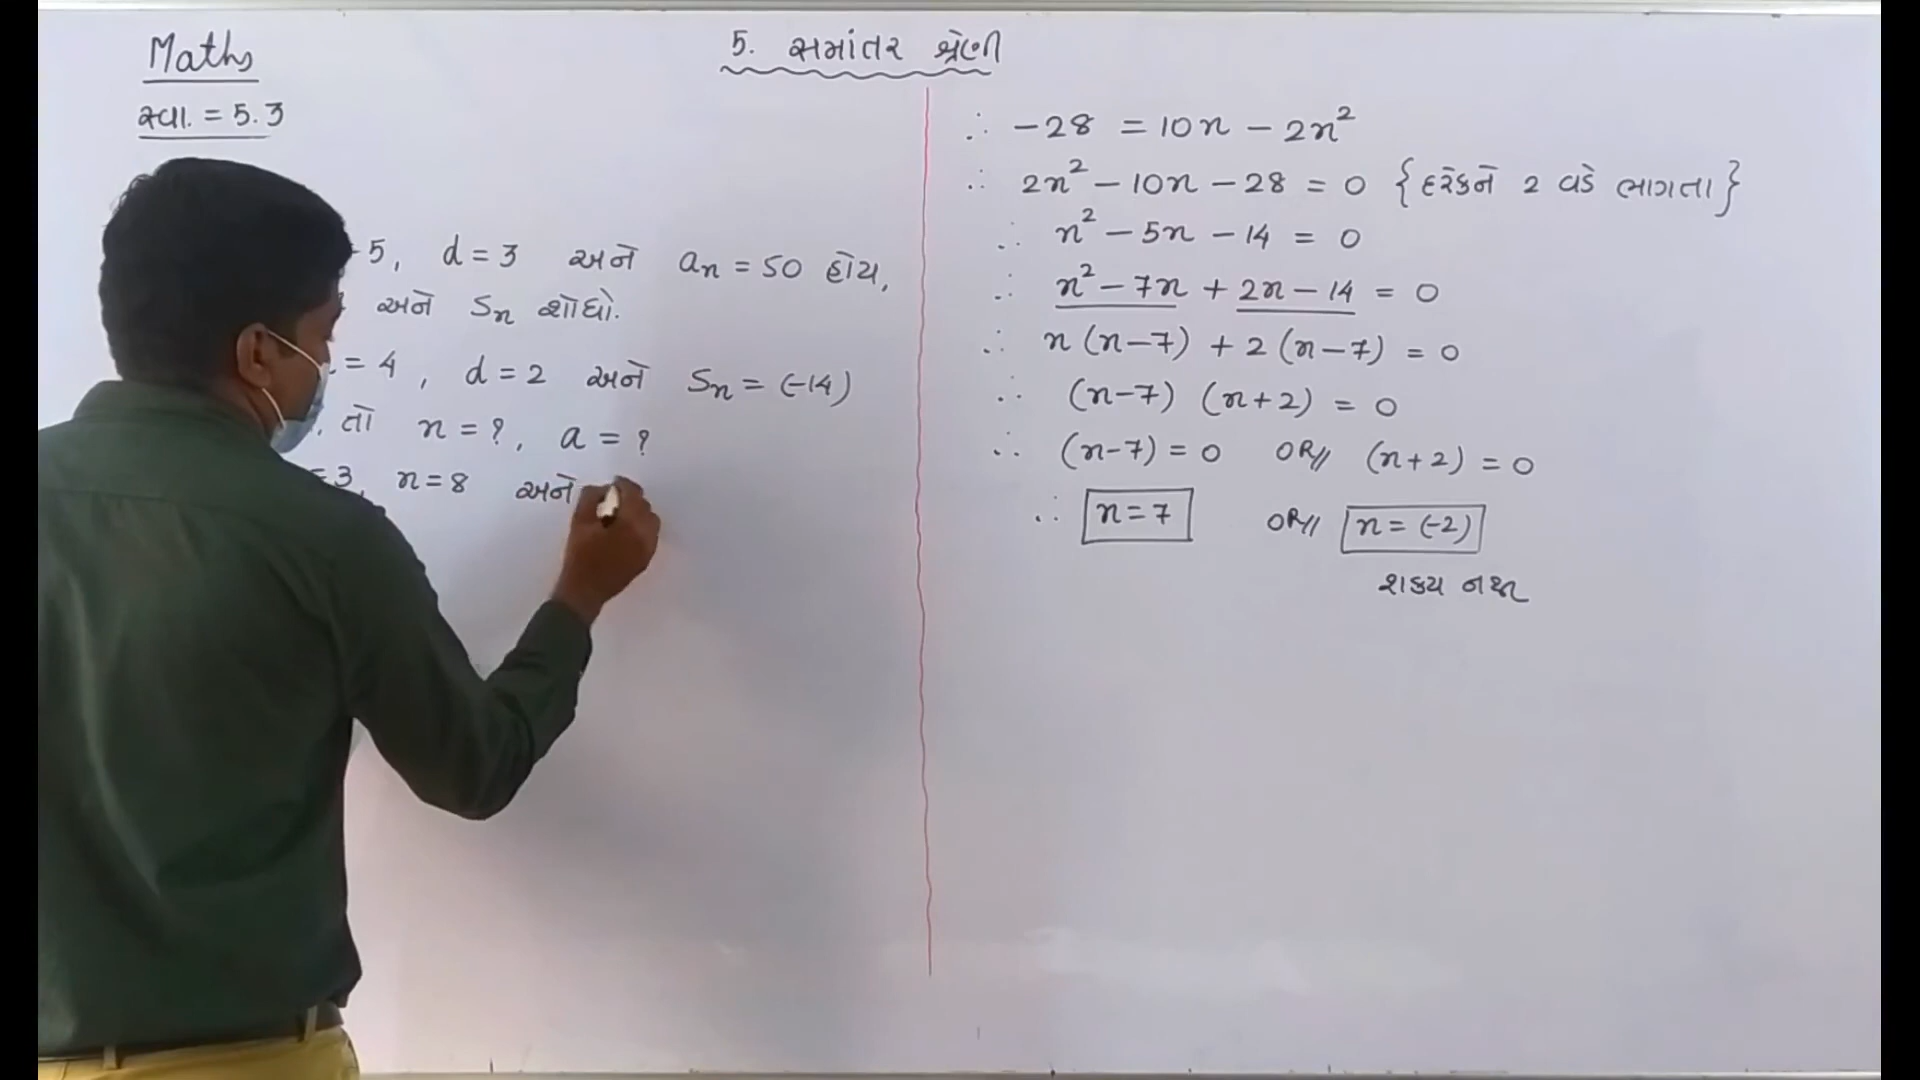 Maths
5. સમાંતર શ્રેણી
સ્વા. = 5.3
5, d = 3 અને an = 50 હોય,
અને Sn શોધો.
= 4, d = 2 અને Sn = (-14)
તો n = ?, a = ?
=3, n = 8 અને
∴ -28 = 10n - 2n²
∴ 2n² - 10n - 28 = 0 {દરેકને 2 વડે ભાગતા}
∴ n² - 5n - 14 = 0
∴ n² - 7n + 2n - 14 = 0
∴ n (n-7) + 2 (n-7) = 0
∴ (n-7) (n+2) = 0
∴ (n-7) = 0 OR// (n+2) = 0
∴ n = 7 OR// n = (-2)
શક્ય નથી